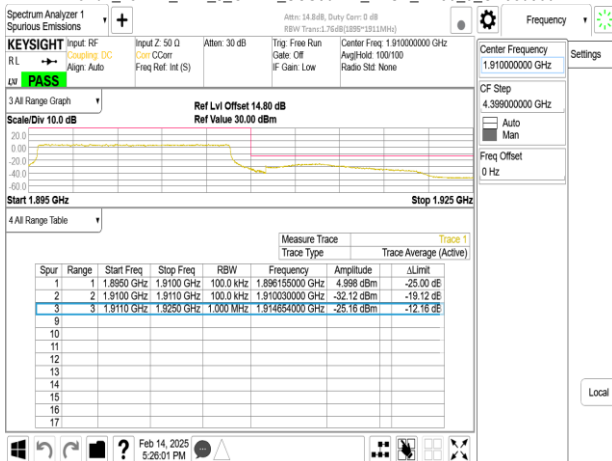 Spectrum Analyzer 1
Spurious Emissions
Attn: 14.8dB, Duty Corr: 0 dB
RBW Tranc:1.76dB(1895~1911MHz)
Frequency
KEYSIGHT
RL
PASS
Input: RF
Coupling: DC
Align: Auto
Input Z: 50 Ω
Corr CCorr
Freq Ref: Int (S)
Atten: 30 dB
Trig: Free Run
Gate: Off
IF Gain: Low
Center Freq: 1.910000000 GHz
Avg|Hold: 100/100
Radio Std: None
Center Frequency
1.910000000 GHz
Settings
CF Step
4.399000000 GHz
Auto
Man
Freq Offset
0 Hz
Local
3 All Range Graph
Scale/Div 10.0 dB
Ref Lvl Offset 14.80 dB
Ref Value 30.00 dBm
20.0
0.00
-20.0
-40.0
-60.0
Start 1.895 GHz
Stop 1.925 GHz
4 All Range Table
Measure Trace Trace 1
Trace Type Trace Average (Active)
Spur Range Start Freq Stop Freq RBW Frequency Amplitude ΔLimit
1 1 1.8950 GHz 1.9100 GHz 100.0 kHz 1.896155000 GHz 4.998 dBm -25.00 dB
2 2 1.9100 GHz 1.9110 GHz 100.0 kHz 1.910030000 GHz -32.12 dBm -19.12 dB
3 3 1.9110 GHz 1.9250 GHz 1.000 MHz 1.914654000 GHz -25.16 dBm -12.16 dB
9
10
11
12
13
14
15
16
17
Feb 14, 2025
5:26:01 PM